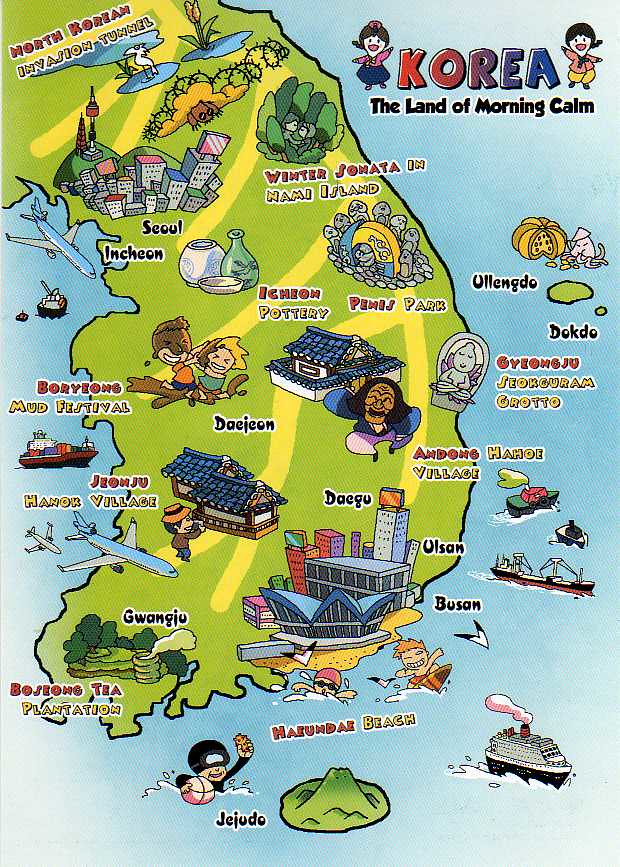 NORTH KOREAN
INVASION TUNNEL
KOREA
The Land of Morning Calm
WINTER SONATA IN
NAMI ISLAND
Seoul
Incheon
ICHEON
POTTERY
PENIS PARK
Ullengdo
Dokdo
GYEONGJU
SEOKGURAM
GROTTO
BORYEONG
MUD FESTIVAL
Daejeon
ANDONG HAHOE
VILLAGE
JEONJU
HANOK VILLAGE
Daegu
Ulsan
Busan
Gwangju
BOSEONG TEA
PLANTATION
HAEUNDAE BEACH
Jejudo